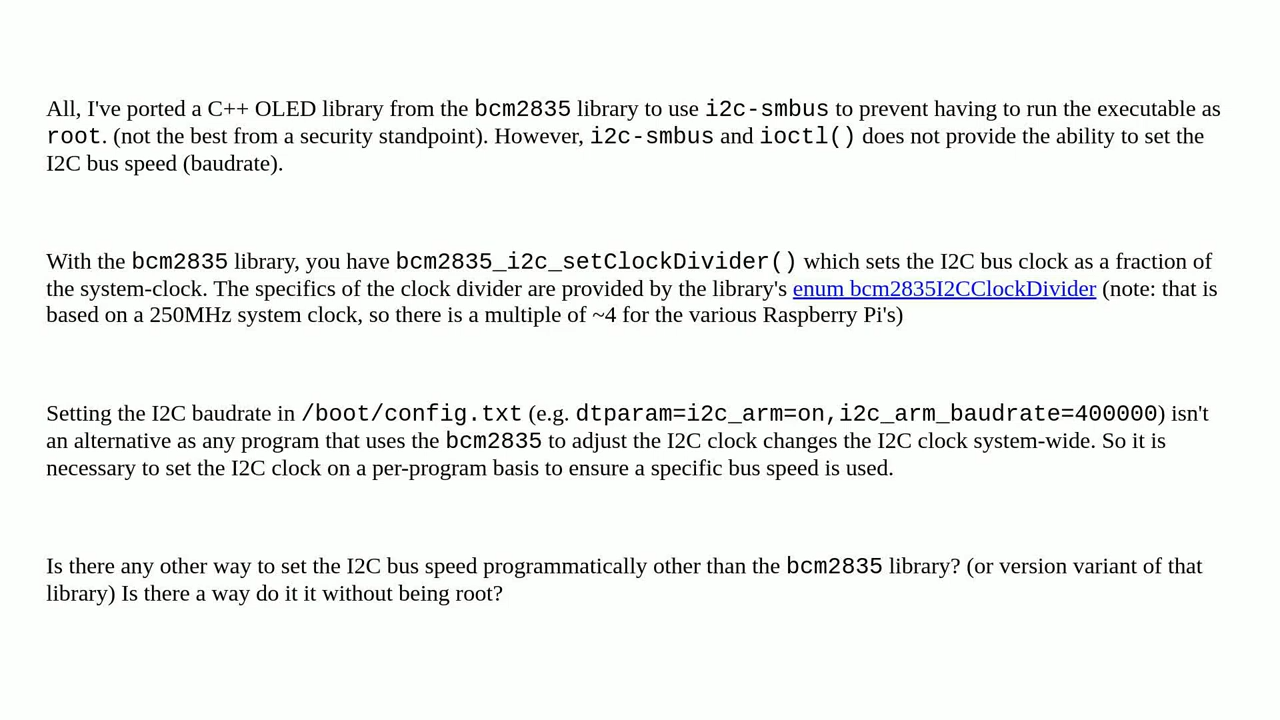 All, I've ported a C++ OLED library from the bcm2835 library to use i2c-smbus to prevent having to run the executable as
root. (not the best from a security standpoint). However, i2c-smbus and ioctl() does not provide the ability to set the
I2C bus speed (baudrate).
With the bcm2835 library, you have bcm2835_i2c_setClockDivider() which sets the I2C bus clock as a fraction of
the system-clock. The specifics of the clock divider are provided by the library's enum bcm2835I2CClockDivider (note: that is
based on a 250MHz system clock, so there is a multiple of ~4 for the various Raspberry Pi's)
Setting the I2C baudrate in /boot/config.txt (e.g. dtparam=i2c_arm=on,i2c_arm_baudrate=400000) isn't
an alternative as any program that uses the bcm2835 to adjust the I2C clock changes the I2C clock system-wide. So it is
necessary to set the I2C clock on a per-program basis to ensure a specific bus speed is used.
Is there any other way to set the I2C bus speed programmatically other than the bcm2835 library? (or version variant of that
library) Is there a way do it it without being root?